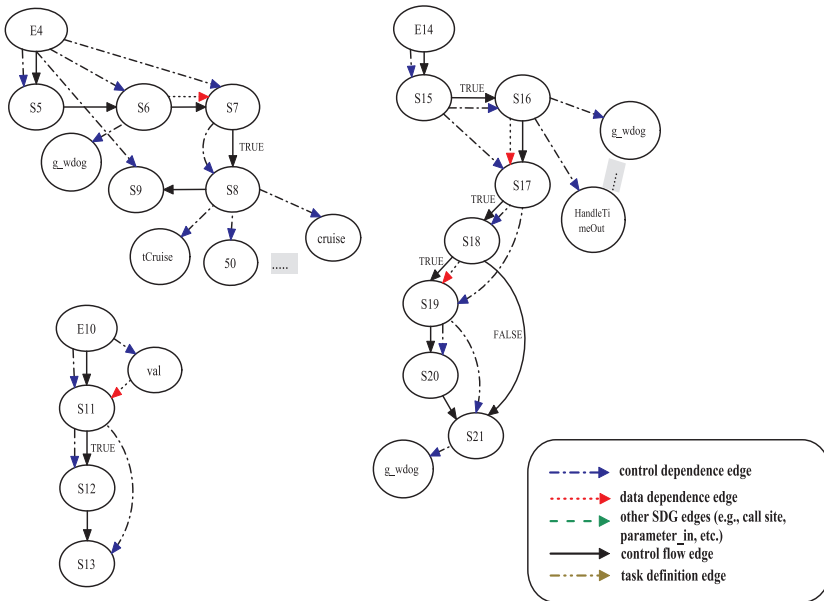 E4
S5
S6
S7
TRUE
g_wdog
S9
S8
tCruise
50
.....
cruise
E10
val
S11
TRUE
S12
S13
E14
S15
TRUE
S16
g_wdog
.....
S17
HandleTi
meOut
TRUE
S18
TRUE
S19
FALSE
S20
S21
g_wdog
control dependence edge
data dependence edge
other SDG edges (e.g., call site,
parameter_in, etc.)
control flow edge
task definition edge